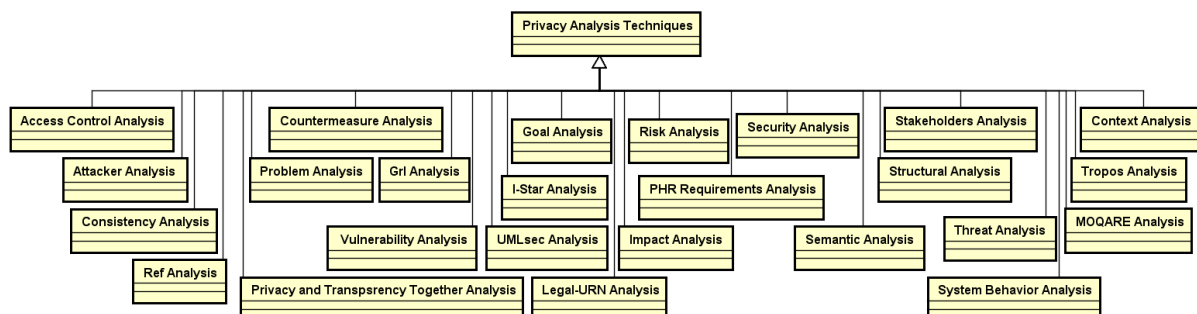 Privacy Analysis Techniques
Access Control Analysis
Countermeasure Analysis
Goal Analysis
Risk Analysis
Security Analysis
Stakeholders Analysis
Context Analysis
Attacker Analysis
Problem Analysis
Grl Analysis
I-Star Analysis
PHR Requirements Analysis
Structural Analysis
Tropos Analysis
Consistency Analysis
Vulnerability Analysis
UMLsec Analysis
Impact Analysis
Semantic Analysis
Threat Analysis
MOQARE Analysis
Ref Analysis
Privacy and Transpsrency Together Analysis
Legal-URN Analysis
System Behavior Analysis